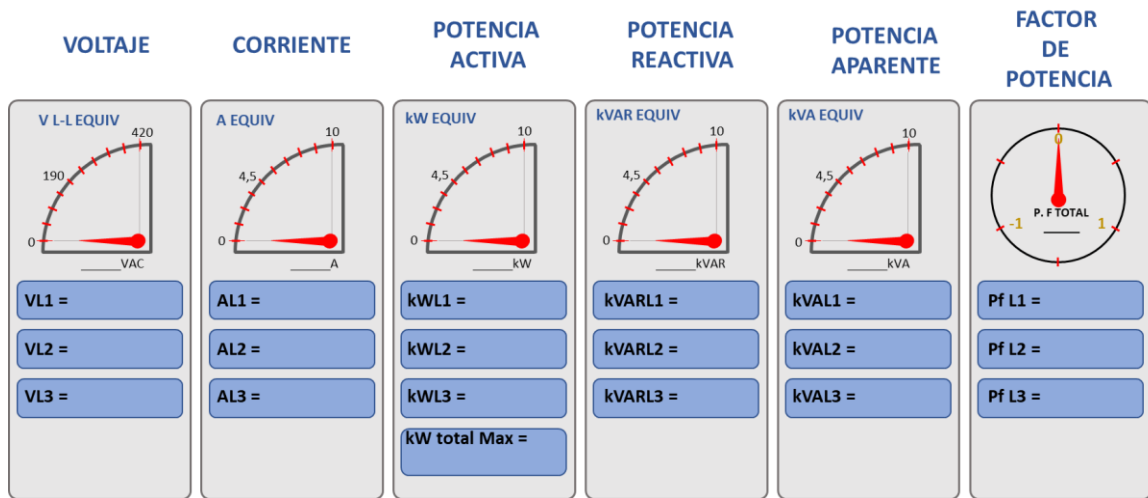 VOLTAJE
CORRIENTE
POTENCIA
ACTIVA
POTENCIA
REACTIVA
POTENCIA
APARENTE
FACTOR
DE
POTENCIA
V L-L EQUIV
420
190
0
_____VAC
VL1 =
VL2 =
VL3 =
A EQUIV
10
4,5
0
_____A
AL1 =
AL2 =
AL3 =
kW EQUIV
10
4,5
0
_____kW
kWL1 =
kWL2 =
kWL3 =
kW total Max =
kVAR EQUIV
10
4,5
0
_____kVAR
kVARL1 =
kVARL2 =
kVARL3 =
kVA EQUIV
10
4,5
0
_____kVA
kVAL1 =
kVAL2 =
kVAL3 =
0
P. F TOTAL
-1 _____ 1
Pf L1 =
Pf L2 =
Pf L3 =